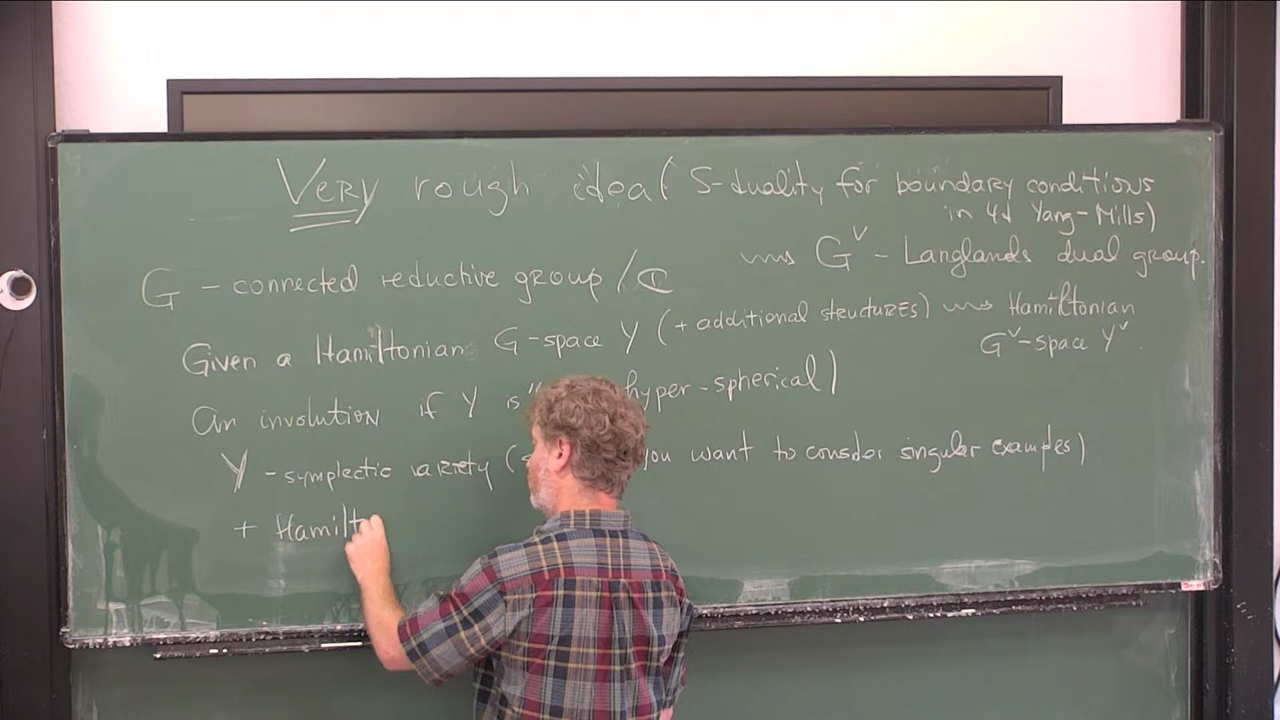 VERY rough idea ( S-duality for boundary conditions
in 4d Yang-Mills)
G - connected reductive group / ℂ
⇝ G^∨ - Langlands dual group.
Given a Hamiltonian G-space Y (+ additional structures) ⇝ Hamiltonian
G^∨-space Y^∨.
An involution if Y is " hyper-spherical)
Y - symplectic variety ( you want to consider singular examples)
+ Hamilt